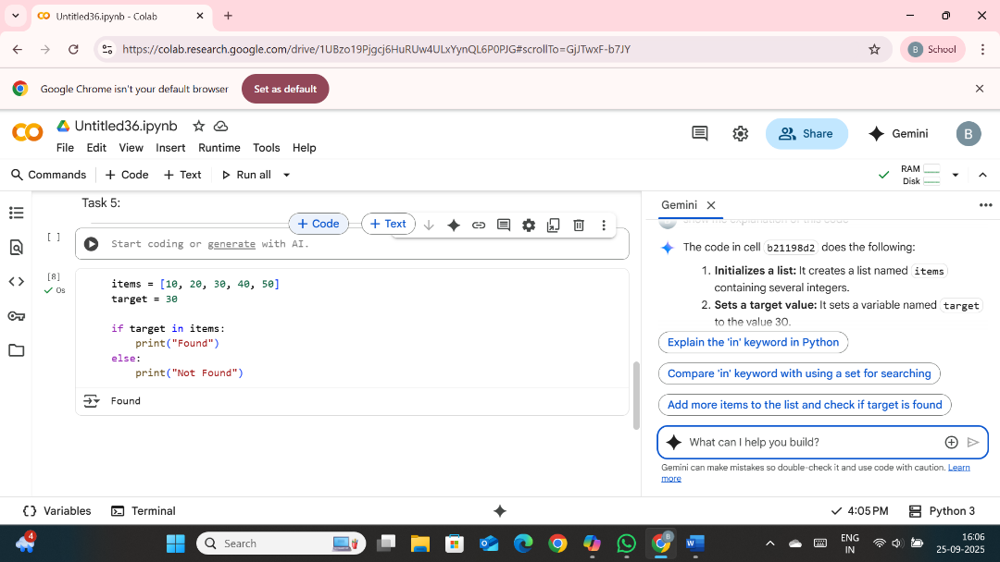 Untitled36.ipynb - Colab
https://colab.research.google.com/drive/1UBzo19Pjgcj6HuRUw4ULxYynQL6P0PJG#scrollTo=GjJTwxF-b7JY
B School
Google Chrome isn't your default browser
Set as default
CO
Untitled36.ipynb
Share
Gemini
B
File Edit View Insert Runtime Tools Help
Commands + Code + Text Run all
RAM
Disk
Task 5:
+ Code + Text
[ ]
Start coding or generate with AI.
[8]
0s
items = [10, 20, 30, 40, 50]
target = 30
if target in items:
print("Found")
else:
print("Not Found")
Found
Gemini
show me explanation of this code
The code in cell b21198d2 does the following:
1. Initializes a list: It creates a list named items
containing several integers.
2. Sets a target value: It sets a variable named target
to the value 30.
Explain the 'in' keyword in Python
Compare 'in' keyword with using a set for searching
Add more items to the list and check if target is found
What can I help you build?
Gemini can make mistakes so double-check it and use code with caution. Learn
more
Variables Terminal
4:05 PM Python 3
4
Search
B
ENG
IN
16:06
25-09-2025